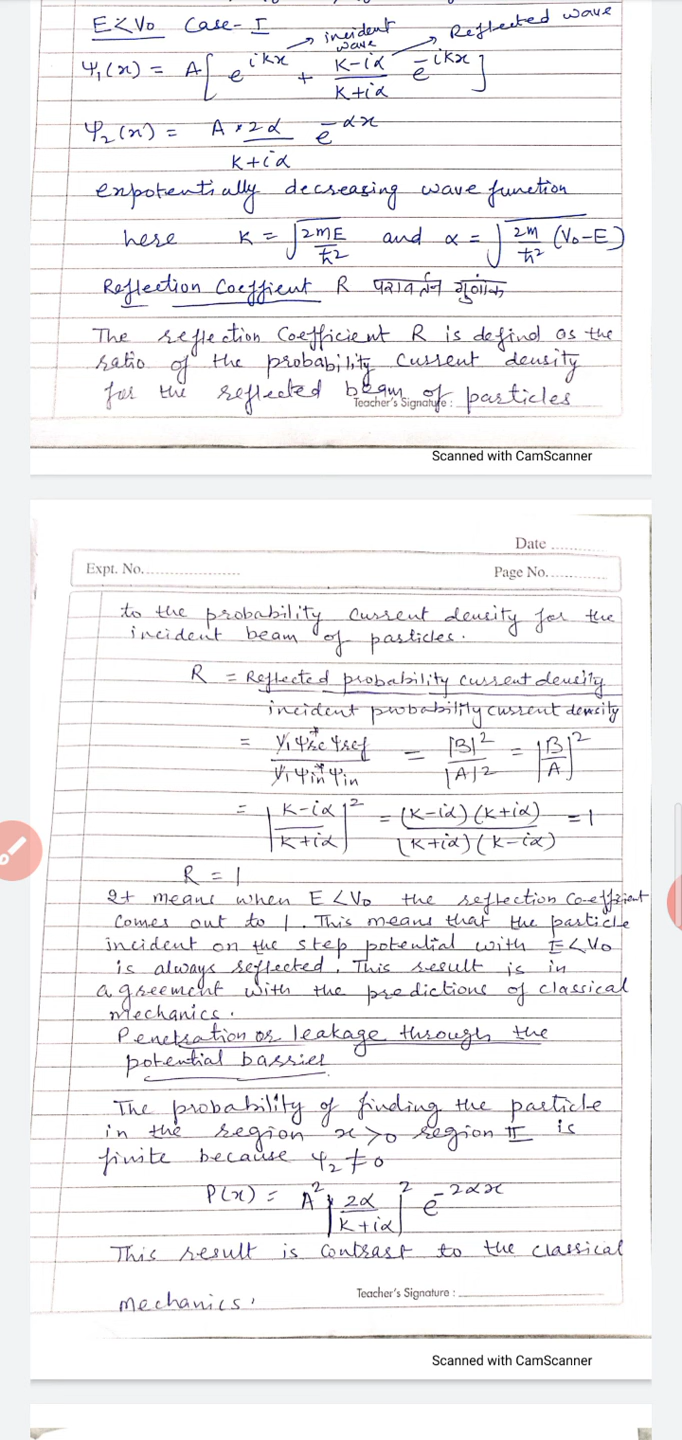 E<V₀ Case-I → incident wave → Reflected wave
Ψ₁(x) = A[ e^{ikx} + (K-iα)/(K+iα) e^{-ikx} ]
Ψ₂(x) = (A × 2α)/(K+iα) e^{-αx}
expotentially decreasing wave function
here K = √(2mE/ħ²) and α = √(2m/ħ² (V₀-E))
Reflection Coeffient R परावर्तन गुणांक
The reflection Coefficient R is defind as the
ratio of the probability current density
for the reflected beam of particles
Teacher's Signature :
Scanned with CamScanner
Date ............
Expt. No. ......................
Page No. .............
to the probability current density for the
incident beam of particles.
R = Reflected probability current density / incident probability current density
= V₁ Ψ*re Ψref / V₁ Ψ*in Ψin = |B|²/|A|² = |B/A|²
= |(K-iα)/(K+iα)|² = (K-iα)(K+iα)/(K+iα)(K-iα) = 1
R = 1
It means when E<V₀ the reflection co-effient
comes out to 1. This means that the particle
incident on the step potential with E<V₀
is always reflected. This result is in
agreement with the predictions of classical
mechanics.
Penetration or leakage through the
potential barrier
The probability of finding the particle
in the region x>0 region II is
finite because Ψ₂≠0
P(x) = A² |2α/(K+iα)|² e^{-2αx}
This result is contrast to the classical
mechanics.
Teacher's Signature :
Scanned with CamScanner